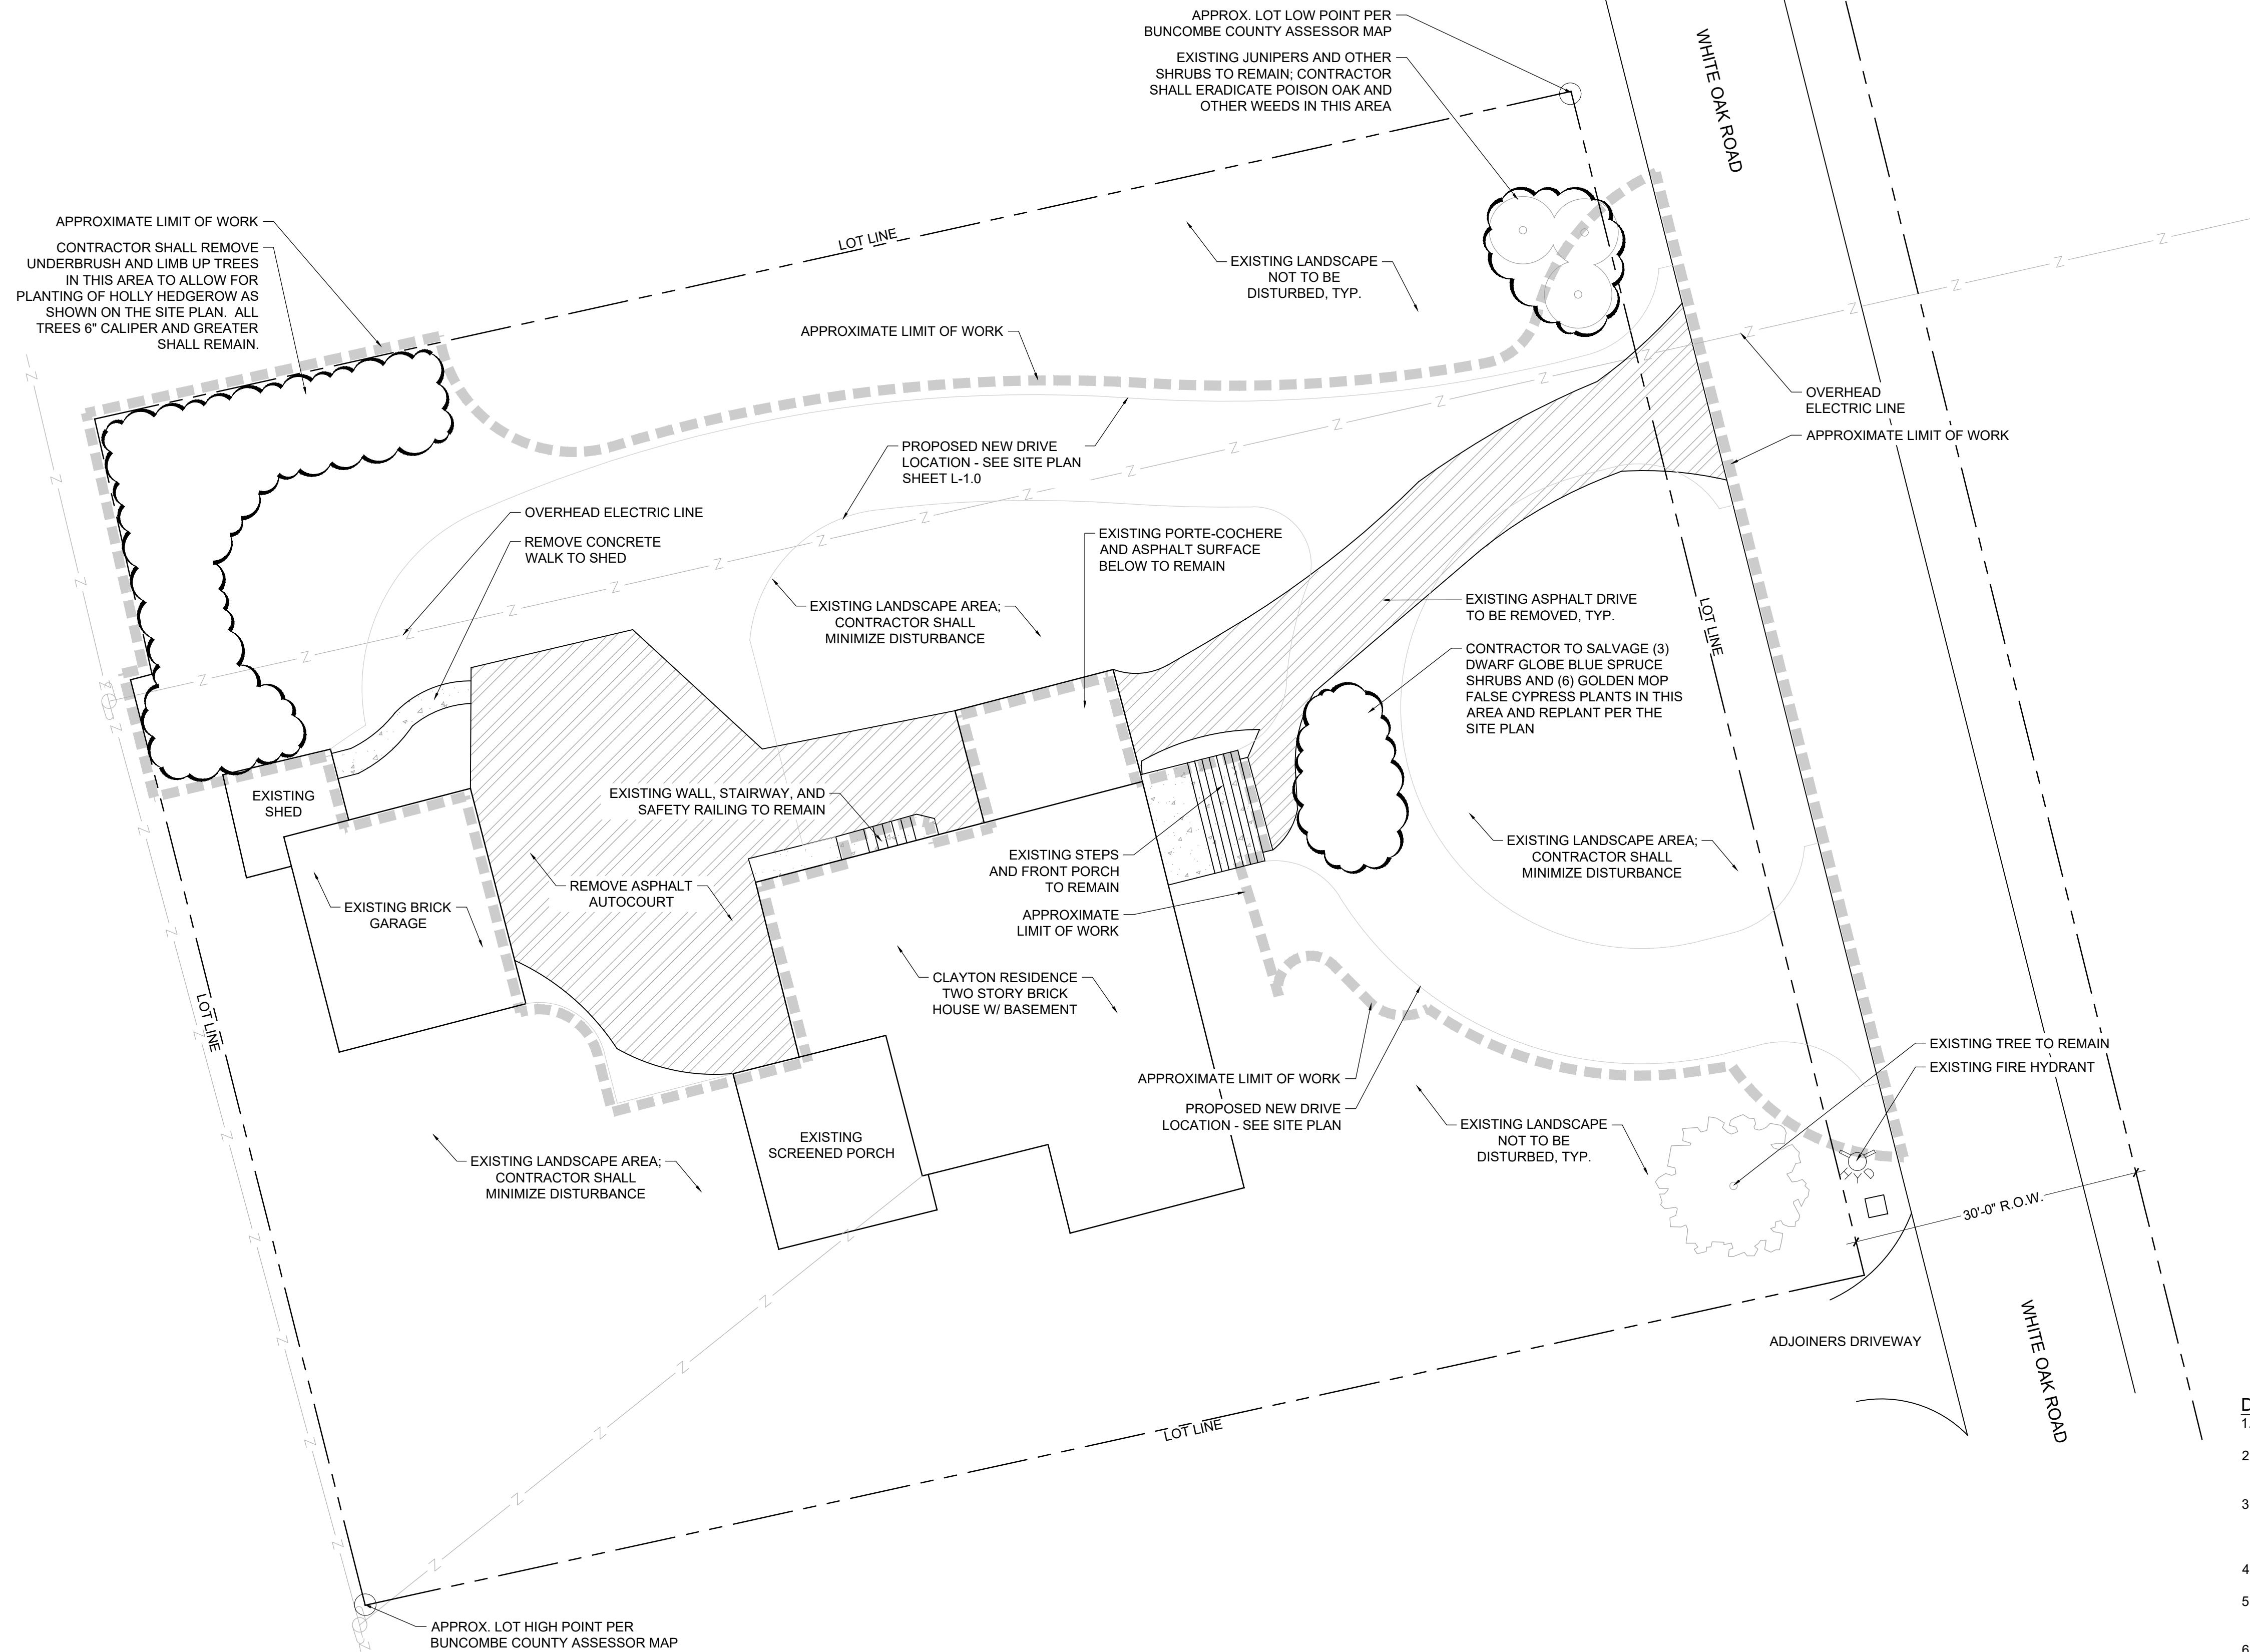 APPROX. LOT LOW POINT PER
BUNCOMBE COUNTY ASSESSOR MAP
EXISTING JUNIPERS AND OTHER
SHRUBS TO REMAIN; CONTRACTOR
SHALL ERADICATE POISON OAK AND
OTHER WEEDS IN THIS AREA
WHITE OAK ROAD
APPROXIMATE LIMIT OF WORK
CONTRACTOR SHALL REMOVE
UNDERBRUSH AND LIMB UP TREES
IN THIS AREA TO ALLOW FOR
PLANTING OF HOLLY HEDGEROW AS
SHOWN ON THE SITE PLAN. ALL
TREES 6" CALIPER AND GREATER
SHALL REMAIN.
LOT LINE
EXISTING LANDSCAPE
NOT TO BE
DISTURBED, TYP.
APPROXIMATE LIMIT OF WORK
OVERHEAD
ELECTRIC LINE
APPROXIMATE LIMIT OF WORK
PROPOSED NEW DRIVE
LOCATION - SEE SITE PLAN
SHEET L-1.0
OVERHEAD ELECTRIC LINE
REMOVE CONCRETE
WALK TO SHED
EXISTING PORTE-COCHERE
AND ASPHALT SURFACE
BELOW TO REMAIN
EXISTING LANDSCAPE AREA;
CONTRACTOR SHALL
MINIMIZE DISTURBANCE
EXISTING ASPHALT DRIVE
TO BE REMOVED, TYP.
LOT LINE
CONTRACTOR TO SALVAGE (3)
DWARF GLOBE BLUE SPRUCE
SHRUBS AND (6) GOLDEN MOP
FALSE CYPRESS PLANTS IN THIS
AREA AND REPLANT PER THE
SITE PLAN
EXISTING
SHED
EXISTING WALL, STAIRWAY, AND
SAFETY RAILING TO REMAIN
EXISTING STEPS
AND FRONT PORCH
TO REMAIN
EXISTING LANDSCAPE AREA;
CONTRACTOR SHALL
MINIMIZE DISTURBANCE
REMOVE ASPHALT
AUTOCOURT
EXISTING BRICK
GARAGE
APPROXIMATE
LIMIT OF WORK
CLAYTON RESIDENCE
TWO STORY BRICK
HOUSE W/ BASEMENT
LOT LINE
EXISTING TREE TO REMAIN
EXISTING FIRE HYDRANT
APPROXIMATE LIMIT OF WORK
PROPOSED NEW DRIVE
LOCATION - SEE SITE PLAN
EXISTING LANDSCAPE
NOT TO BE
DISTURBED, TYP.
HYD
EXISTING
SCREENED PORCH
EXISTING LANDSCAPE AREA;
CONTRACTOR SHALL
MINIMIZE DISTURBANCE
30'-0" R.O.W.
ADJOINERS DRIVEWAY
WHITE OAK ROAD
LOT LINE
APPROX. LOT HIGH POINT PER
BUNCOMBE COUNTY ASSESSOR MAP